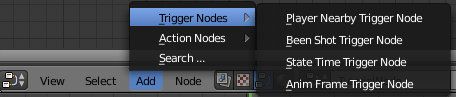 Trigger Nodes
Action Nodes
Search ...
Player Nearby Trigger Node
Been Shot Trigger Node
State Time Trigger Node
Anim Frame Trigger Node
View Select Add Node